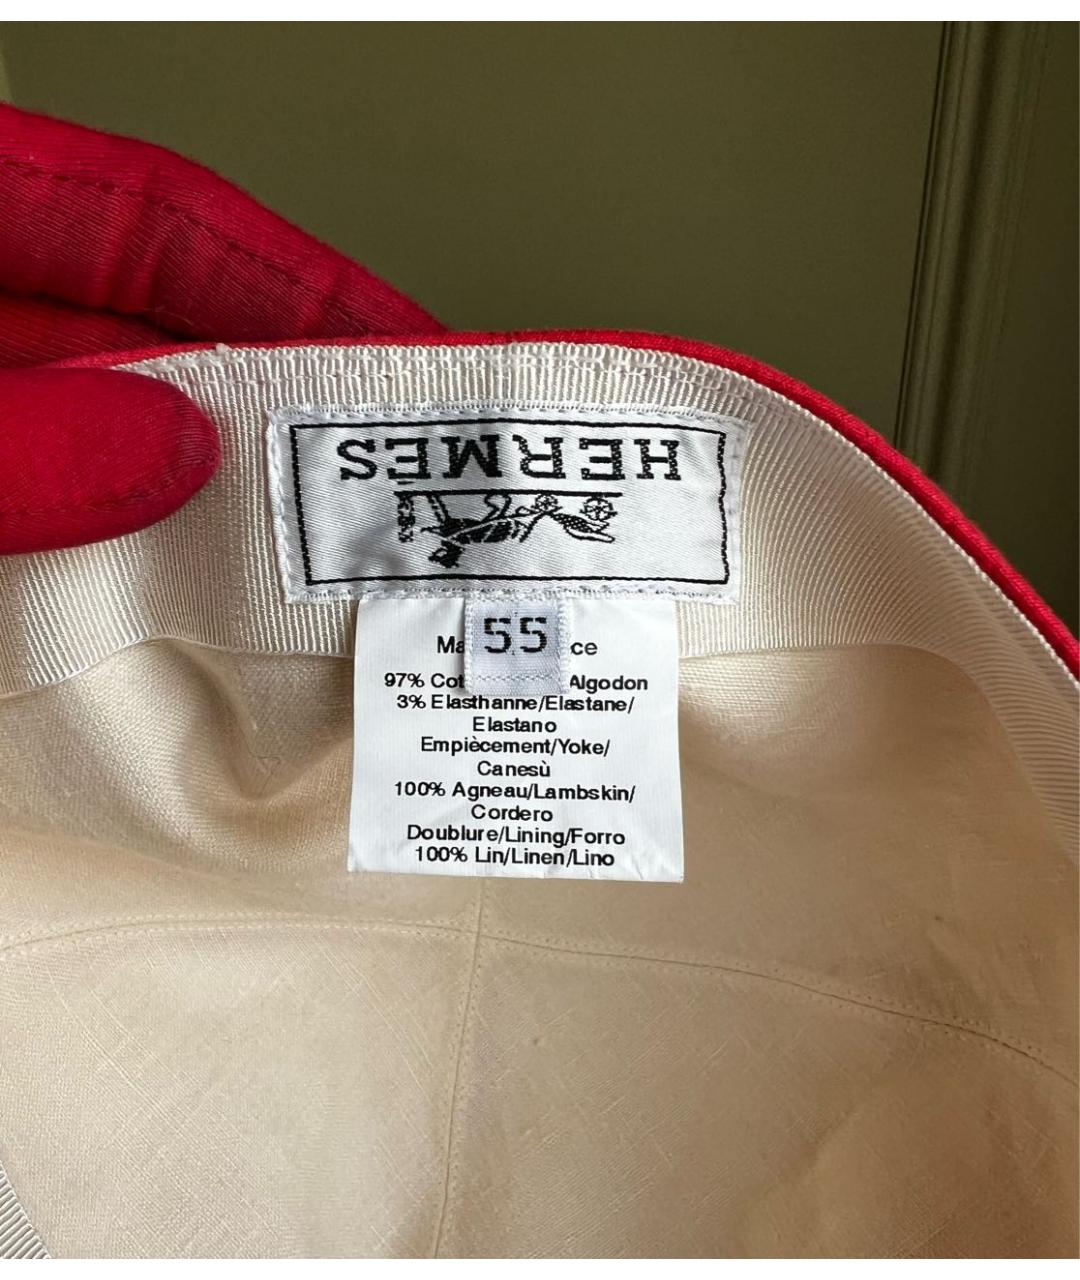 HERMES
55
Ma ce
97% Cot Algodon
3% Elasthanne/Elastane/
Elastano
Empiècement/Yoke/
Canesù
100% Agneau/Lambskin/
Cordero
Doublure/Lining/Forro
100% Lin/Linen/Lino